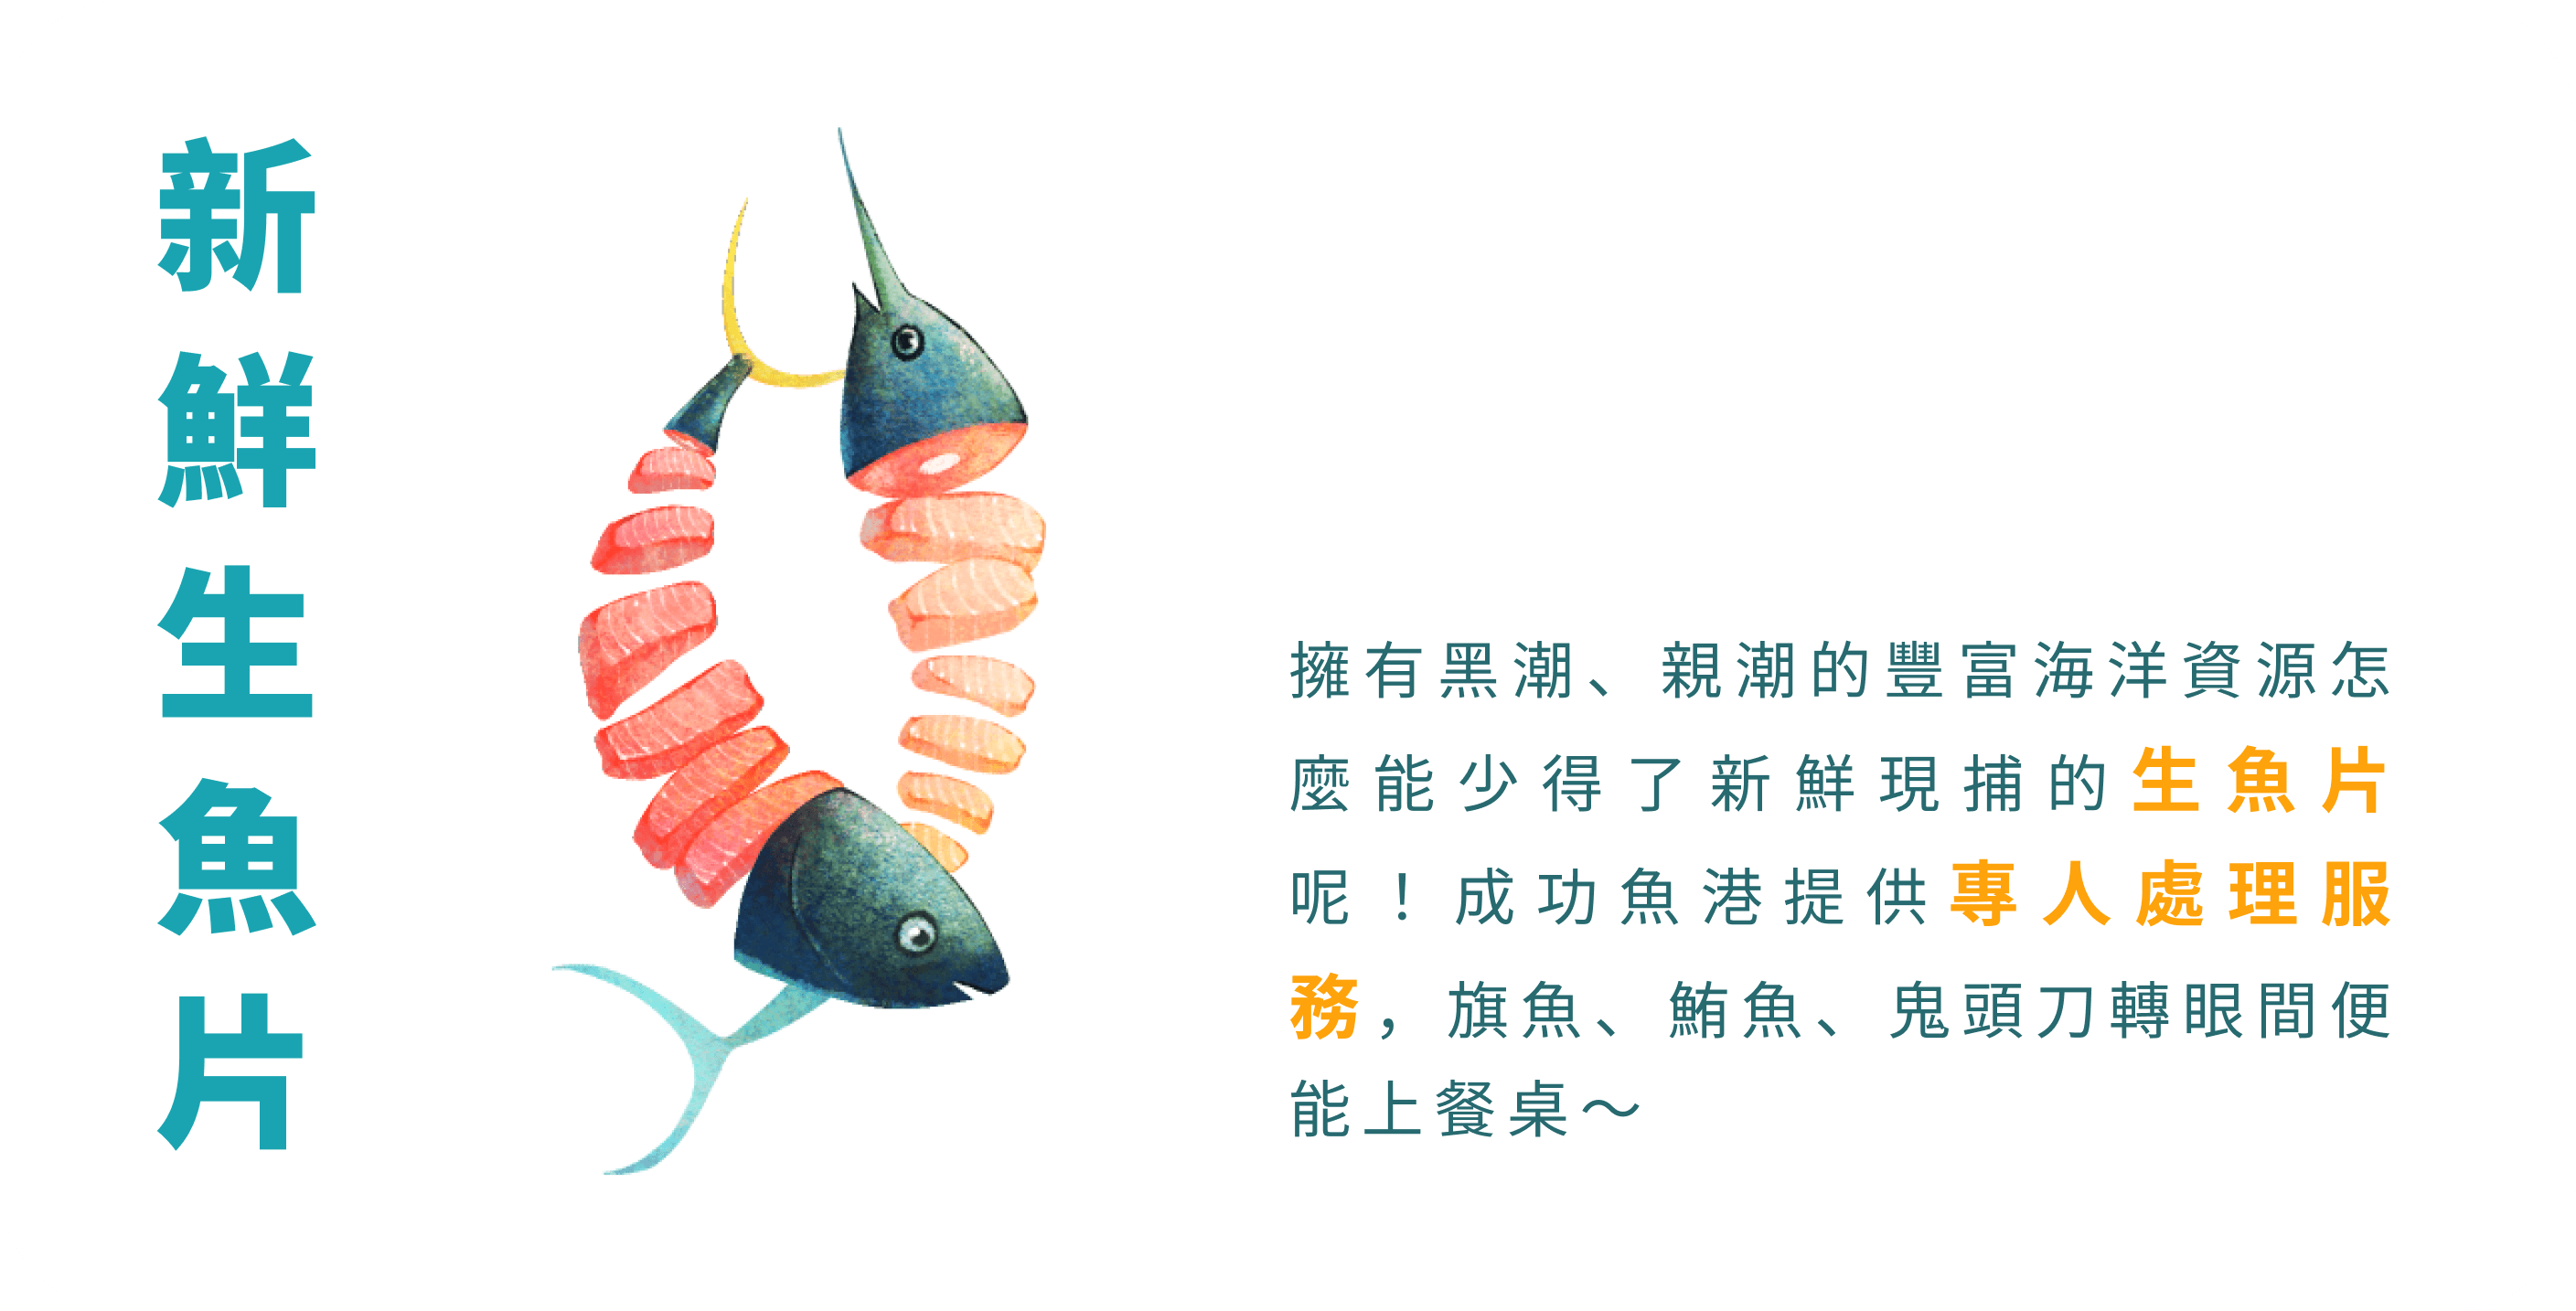 新鮮生魚片
擁有黑潮、親潮的豐富海洋資源怎
麼能少得了新鮮現捕的生魚片
呢！成功魚港提供專人處理服
務，旗魚、鮪魚、鬼頭刀轉眼間便
能上餐桌～